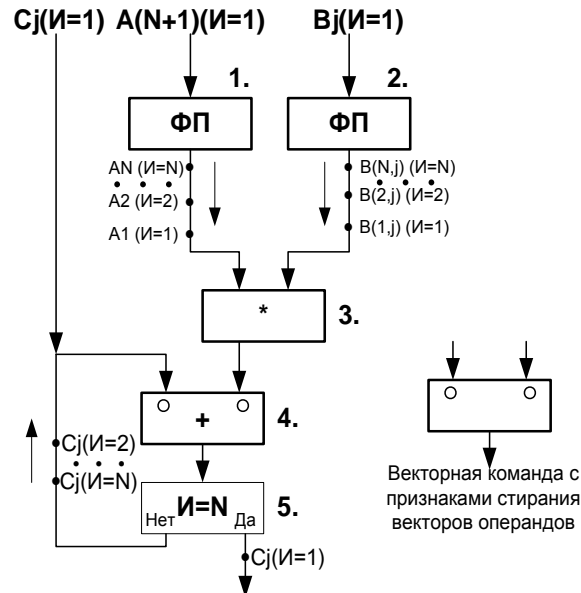 Cj(И=1) A(N+1)(И=1) Bj(И=1)
1. 2.
ФП ФП
AN (И=N) B(N,j) (И=N)
A2 (И=2) B(2,j) (И=2)
A1 (И=1) B(1,j) (И=1)
* 3.
+ 4.
Cj(И=2)
Cj(И=N)
И=N 5.
Нет Да
Cj(И=1)
Векторная команда с
признаками стирания
векторов операндов